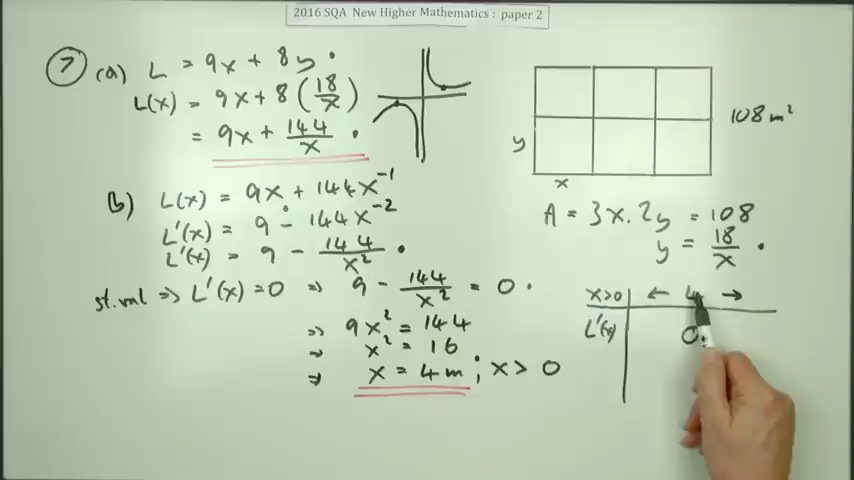 2016 SQA New Higher Mathematics : paper 2
7 (a) L = 9x + 8y
L(x) = 9x + 8(18/x)
= 9x + 144/x
108 m²
y
x
(b) L(x) = 9x + 144x⁻¹
L'(x) = 9 - 144x⁻²
L'(x) = 9 - 144/x²
A = 3x.2y = 108
y = 18/x
st.val ⇒ L'(x) = 0 ⇒ 9 - 144/x² = 0
⇒ 9x² = 144
⇒ x² = 16
⇒ x = 4m ; x > 0
x>0 ← 4 →
L'(x) 0